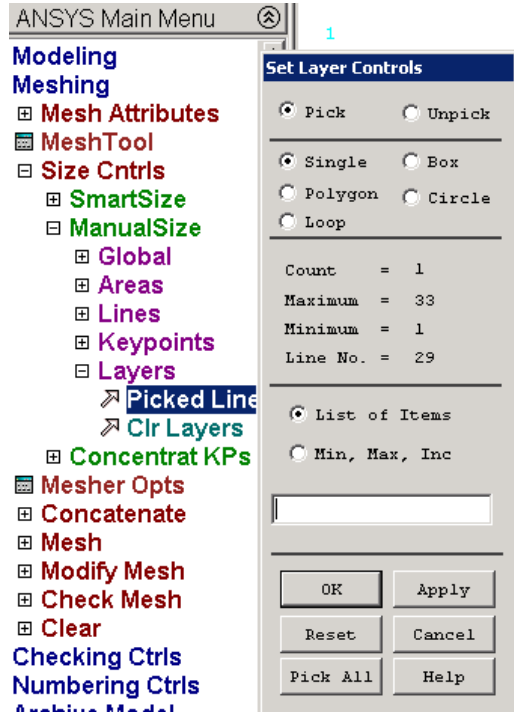 ANSYS Main Menu
Modeling
Meshing
Mesh Attributes
MeshTool
Size Cntrls
SmartSize
ManualSize
Global
Areas
Lines
Keypoints
Layers
Picked Line
Clr Layers
Concentrat KPs
Mesher Opts
Concatenate
Mesh
Modify Mesh
Check Mesh
Clear
Checking Ctrls
Numbering Ctrls
Archive Model
1
Set Layer Controls
Pick Unpick
Single Box
Polygon Circle
Loop
Count = 1
Maximum = 33
Minimum = 1
Line No. = 29
List of Items
Min, Max, Inc
OK Apply
Reset Cancel
Pick All Help